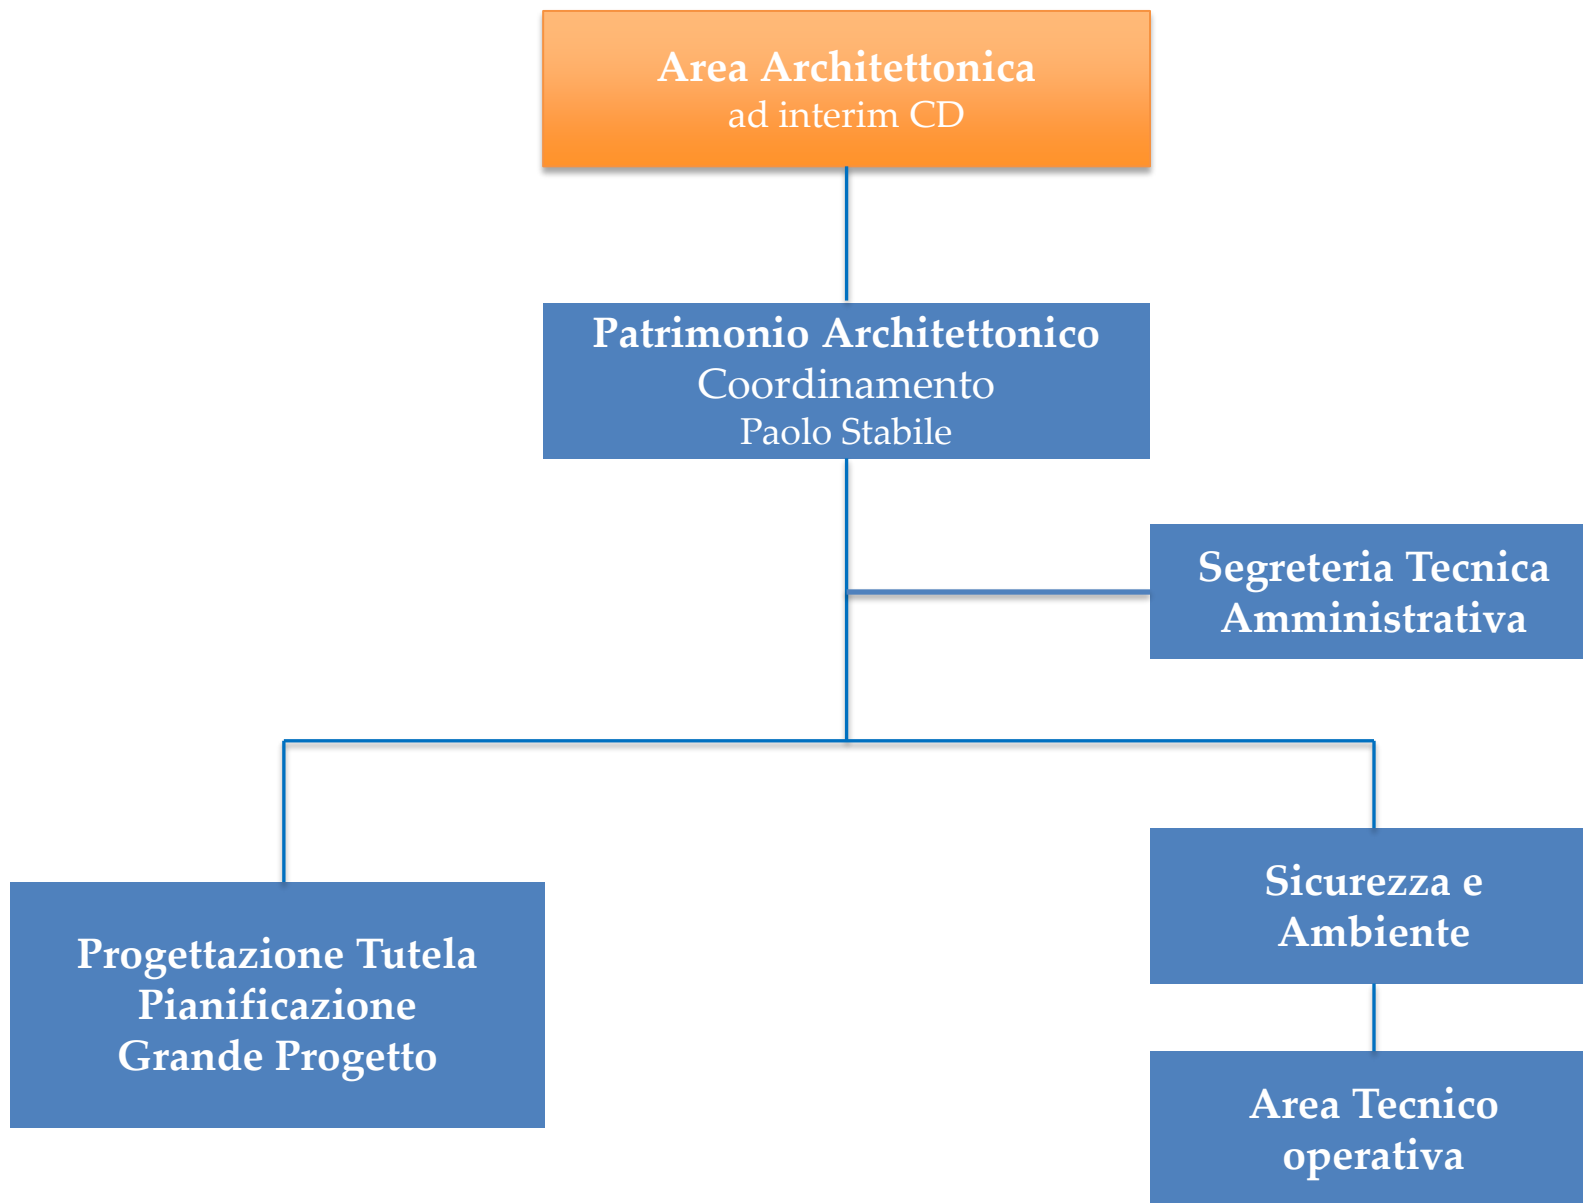 Area Architettonica
ad interim CD
Patrimonio Architettonico
Coordinamento
Paolo Stabile
Segreteria Tecnica
Amministrativa
Progettazione Tutela
Pianificazione
Grande Progetto
Sicurezza e
Ambiente
Area Tecnico
operativa